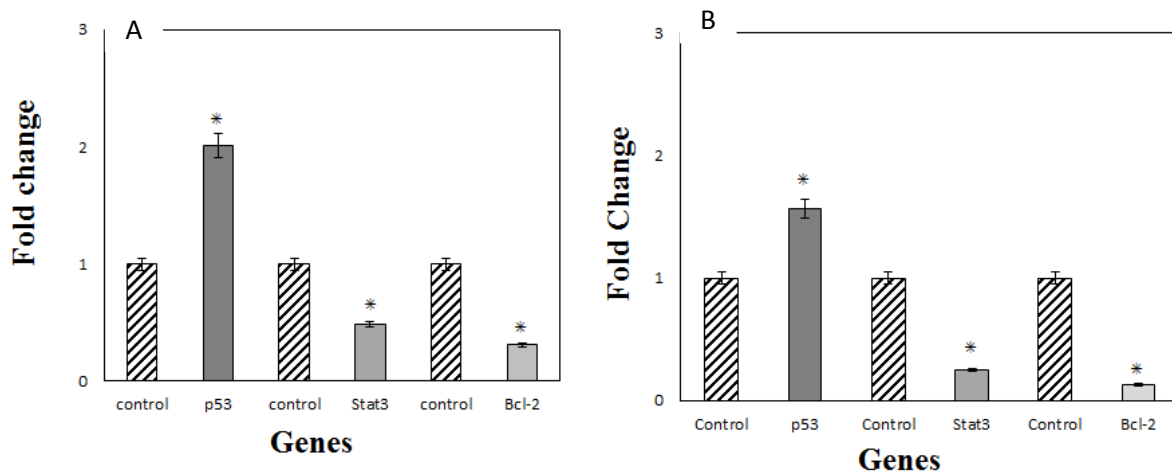 A
Fold change
3
2
1
0
*
*
*
control p53 control Stat3 control Bcl-2
Genes
B
Fold Change
3
2
1
0
*
*
*
Control p53 Control Stat3 Control Bcl-2
Genes